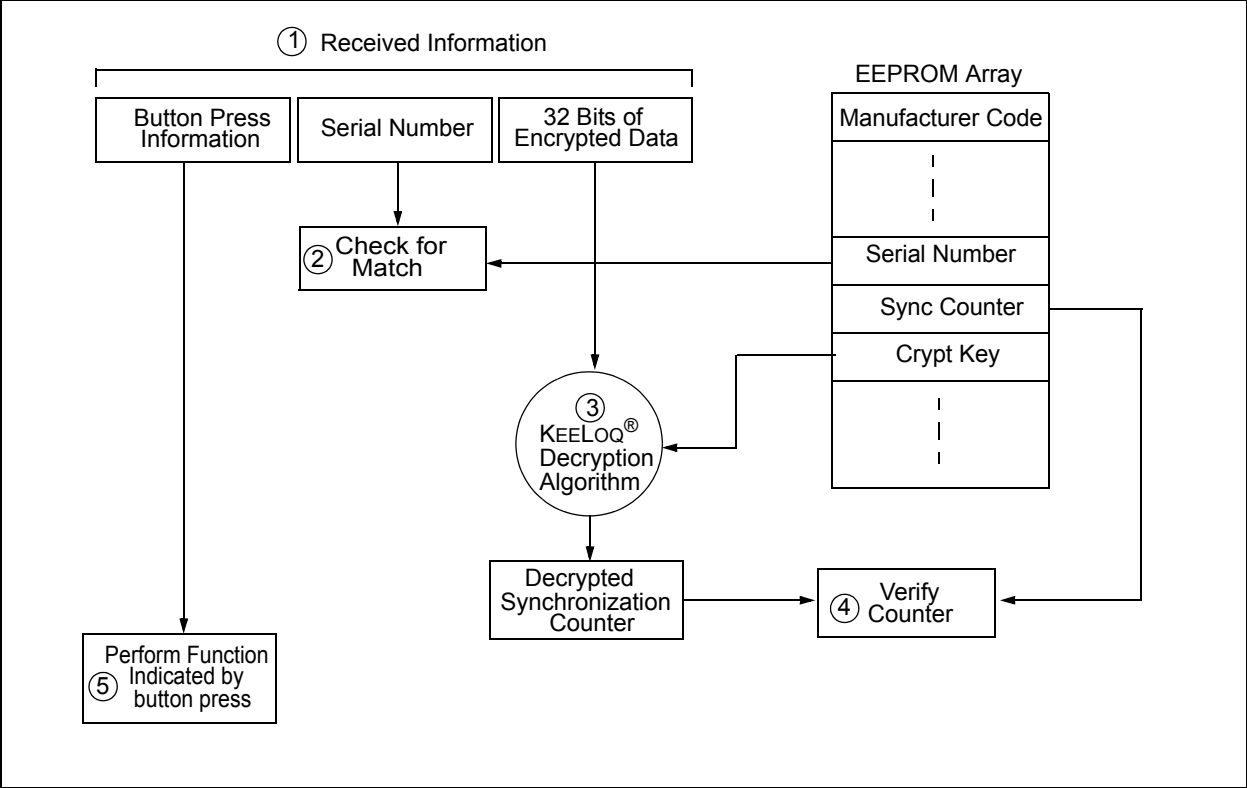 ① Received Information
EEPROM Array
Button Press
Information
Serial Number
32 Bits of
Encrypted Data
Manufacturer Code
② Check for
Match
Serial Number
Sync Counter
Crypt Key
③
KEELOQ®
Decryption
Algorithm
Decrypted
Synchronization
Counter
④ Verify
Counter
Perform Function
⑤ Indicated by
button press